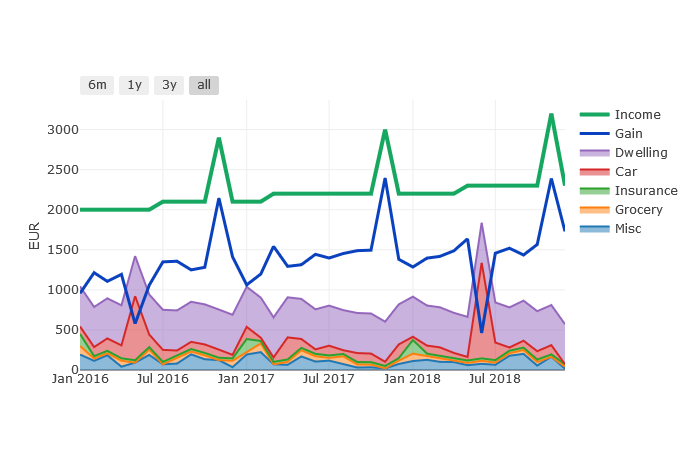 6m 1y 3y all
EUR
3000
2500
2000
1500
1000
500
0
Jan 2016 Jul 2016 Jan 2017 Jul 2017 Jan 2018 Jul 2018
Income
Gain
Dwelling
Car
Insurance
Grocery
Misc